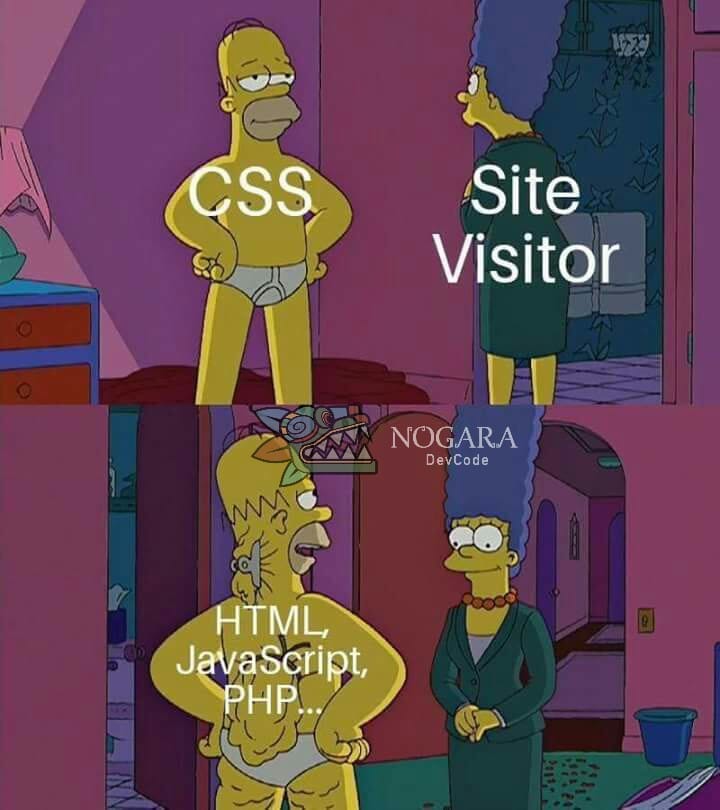 CSS
Site
Visitor
NOGARA
DevCode
HTML,
JavaScript,
PHP...